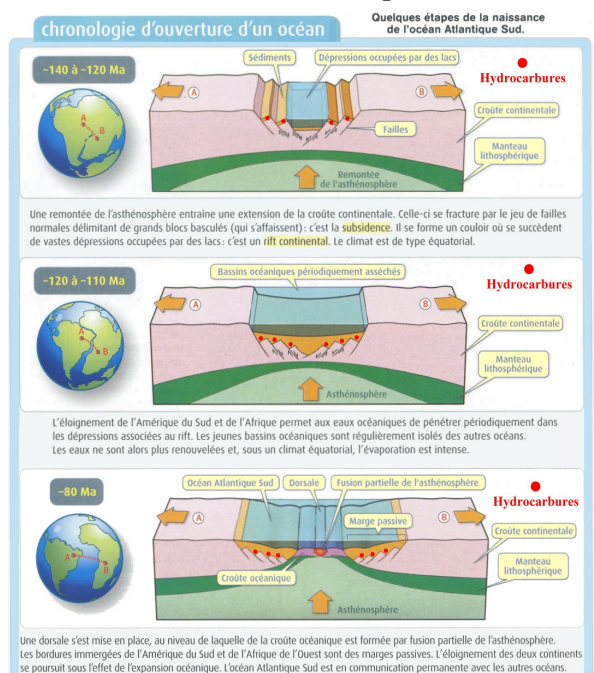 Quelques étapes de la naissance
de l'océan Atlantique Sud.
chronologie d'ouverture d'un océan
–140 à –120 Ma
Sédiments
Dépressions occupées par des lacs
Hydrocarbures
A
B
A
B
Croûte continentale
Failles
Manteau
lithosphérique
Remontée
de l'asthénosphère
Une remontée de l'asthénosphère entraîne une extension de la croûte continentale. Celle-ci se fracture par le jeu de failles
normales délimitant de grands blocs basculés (qui s'affaissent) : c'est la subsidence. Il se forme un couloir où se succèdent
de vastes dépressions occupées par des lacs : c'est un rift continental. Le climat est de type équatorial.
–120 à –110 Ma
Bassins océaniques périodiquement asséchés
Hydrocarbures
A
B
A
B
Croûte continentale
Manteau
lithosphérique
Asthénosphère
L'éloignement de l'Amérique du Sud et de l'Afrique permet aux eaux océaniques de pénétrer périodiquement dans
les dépressions associées au rift. Les jeunes bassins océaniques sont régulièrement isolés des autres océans.
Les eaux ne sont alors plus renouvelées et, sous un climat équatorial, l'évaporation est intense.
–80 Ma
Océan Atlantique Sud
Dorsale
Fusion partielle de l'asthénosphère
Hydrocarbures
A
B
A
B
Marge passive
Croûte continentale
Croûte océanique
Manteau
lithosphérique
Asthénosphère
Une dorsale s'est mise en place, au niveau de laquelle de la croûte océanique est formée par fusion partielle de l'asthénosphère.
Les bordures immergées de l'Amérique du Sud et de l'Afrique de l'Ouest sont des marges passives. L'éloignement des deux continents
se poursuit sous l'effet de l'expansion océanique. L'océan Atlantique Sud est en communication permanente avec les autres océans.